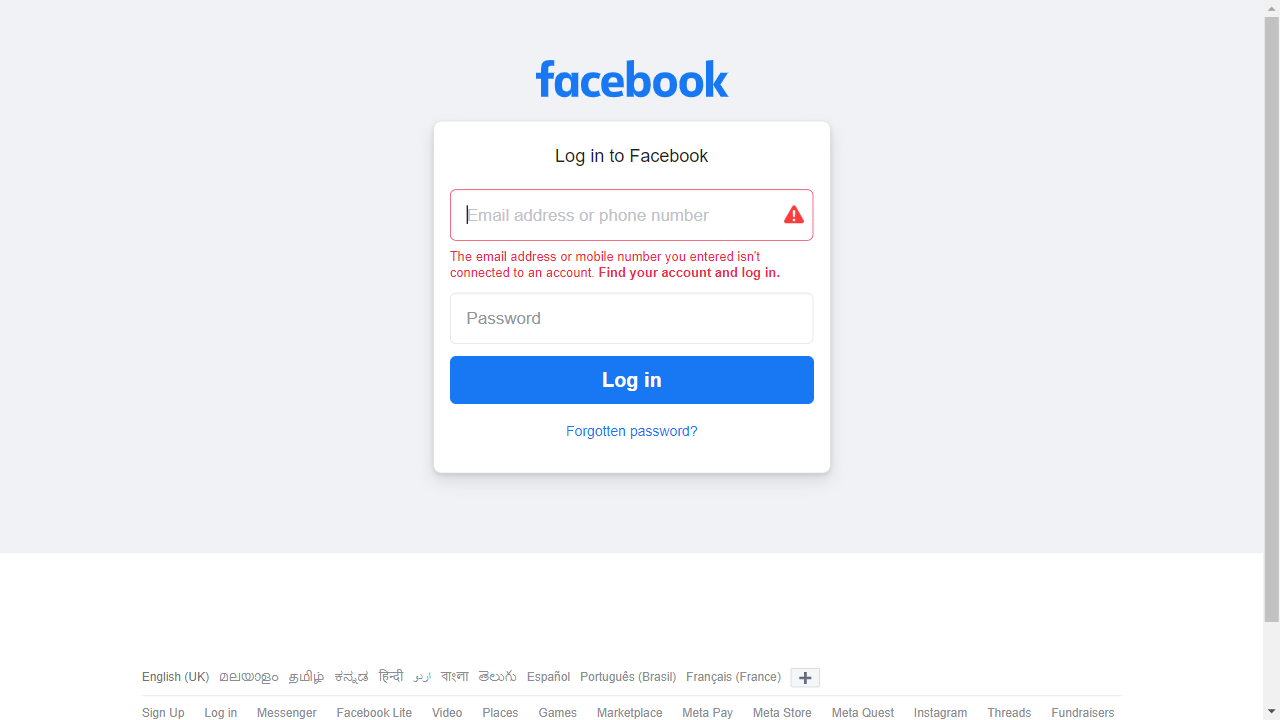 facebook
Log in to Facebook
Email address or phone number
The email address or mobile number you entered isn't
connected to an account. Find your account and log in.
Password
Log in
Forgotten password?
English (UK) മലയാളം தமிழ் ಕನ್ನಡ हिन्दी اردو বাংলা తెలుగు Español Português (Brasil) Français (France)
Sign Up Log in Messenger Facebook Lite Video Places Games Marketplace Meta Pay Meta Store Meta Quest Instagram Threads Fundraisers